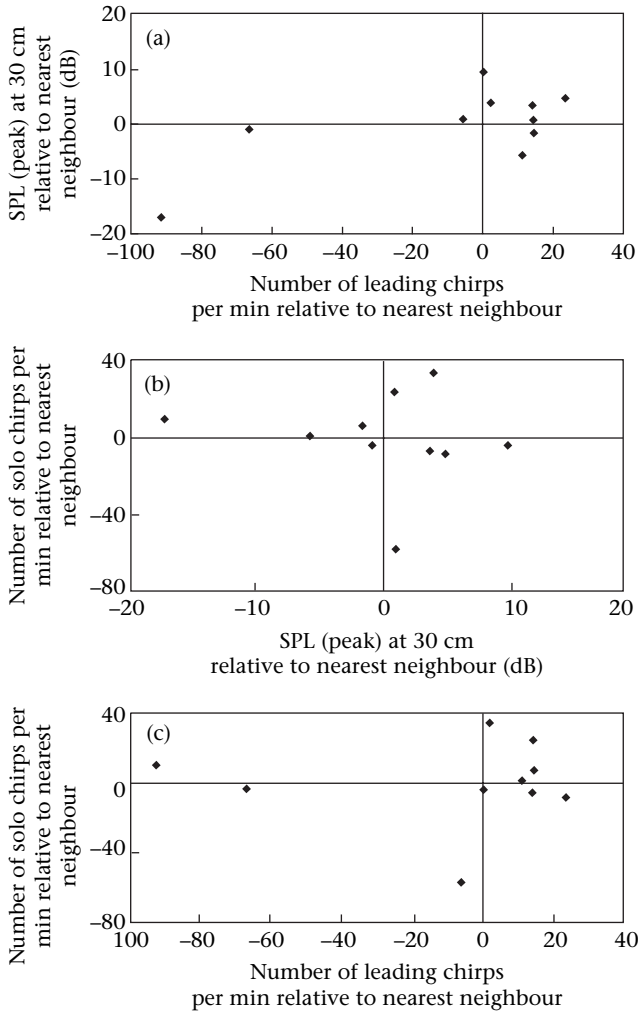 20
10
0
–10
–20
(a)
SPL (peak) at 30 cm
relative to nearest
neighbour (dB)
–100 –80 –60 –40 –20 0 20 40
Number of leading chirps
per min relative to nearest neighbour
40
0
–40
–80
(b)
Number of solo chirps per
min relative to nearest
neighbour
–20 –10 0 10 20
SPL (peak) at 30 cm
relative to nearest neighbour (dB)
40
0
–40
–80
(c)
Number of solo chirps per
min relative to nearest
neighbour
100 –80 –60 –40 –20 0 20 40
Number of leading chirps
per min relative to nearest neighbour